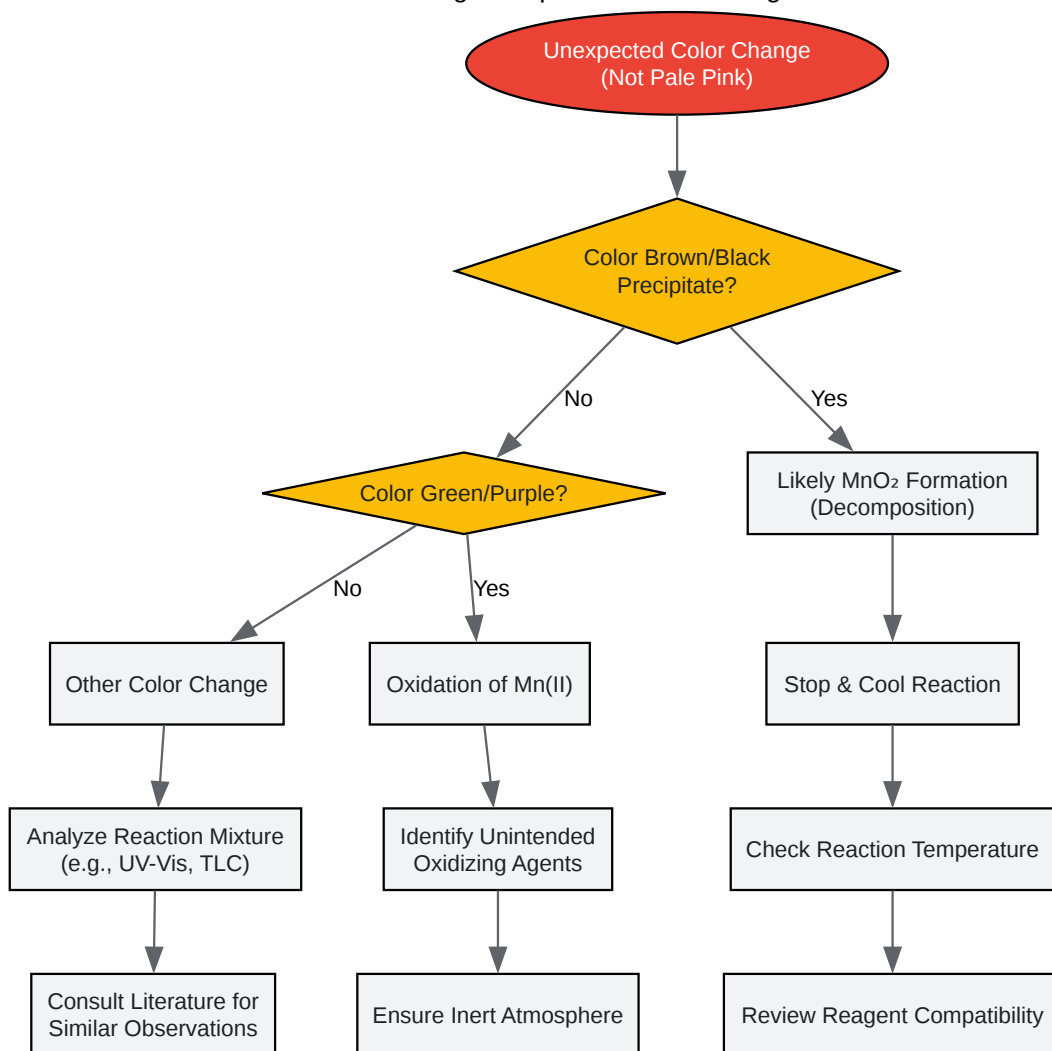 Unexpected Color Change
(Not Pale Pink)
Color Brown/Black
Precipitate?
No
Yes
Color Green/Purple?
Likely MnO₂ Formation
(Decomposition)
No
Yes
Other Color Change
Oxidation of Mn(II)
Stop & Cool Reaction
Analyze Reaction Mixture
(e.g., UV-Vis, TLC)
Identify Unintended
Oxidizing Agents
Check Reaction Temperature
Consult Literature for
Similar Observations
Ensure Inert Atmosphere
Review Reagent Compatibility